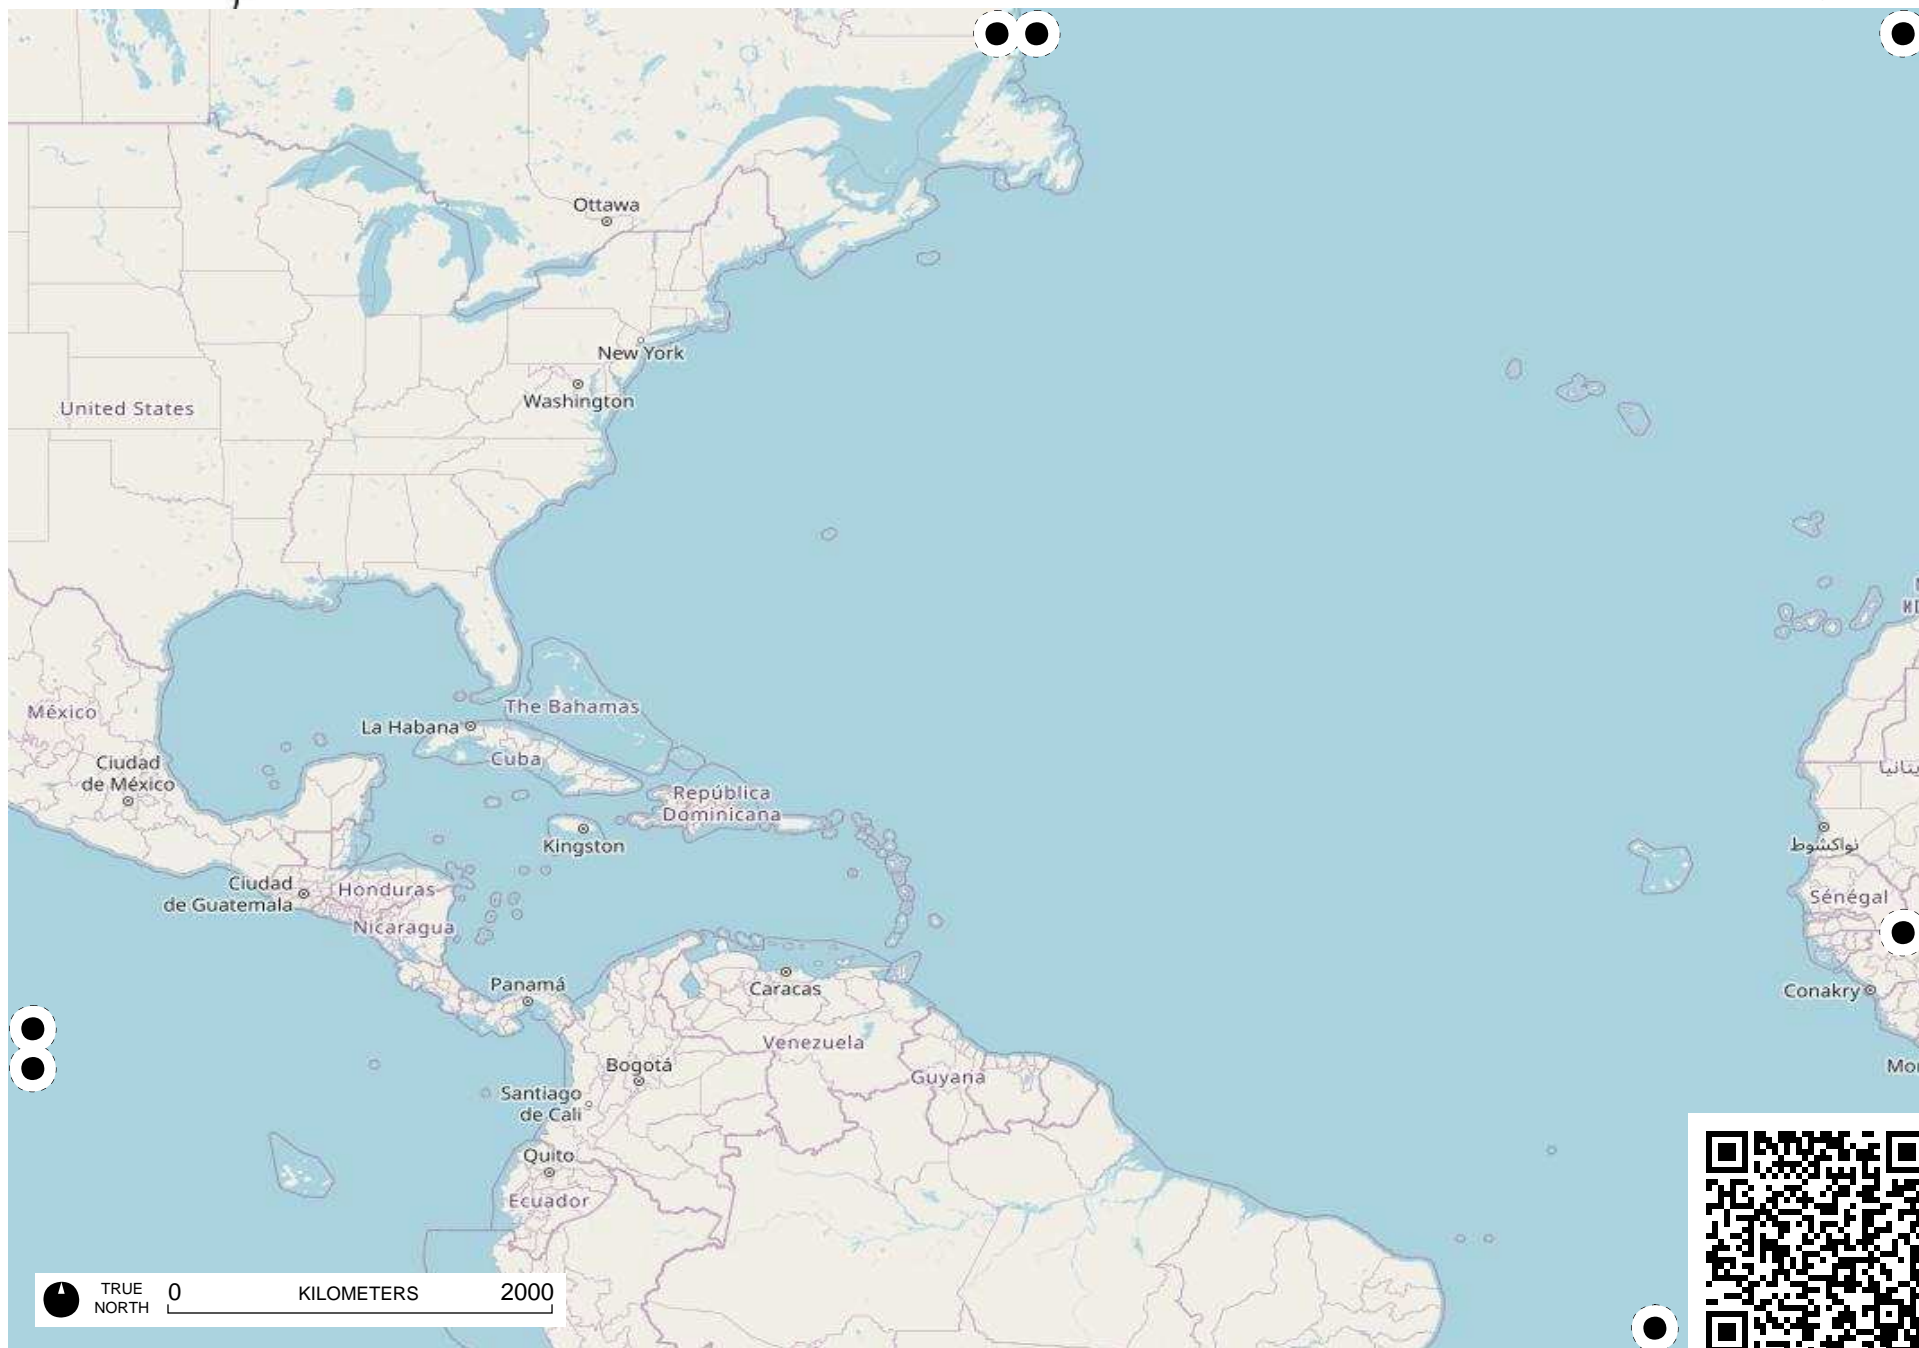 Ottawa
New York
Washington
United States
México
The Bahamas
La Habana
Cuba
Ciudad
de México
República
Dominicana
Kingston
نواكشوط
Ciudad
de Guatemala
Honduras
Sénégal
Nicaragua
Panamá
Caracas
Conakry
Venezuela
Bogotá
Guyana
Santiago
de Cali
Quito
Ecuador
TRUE
NORTH
0 KILOMETERS 2000